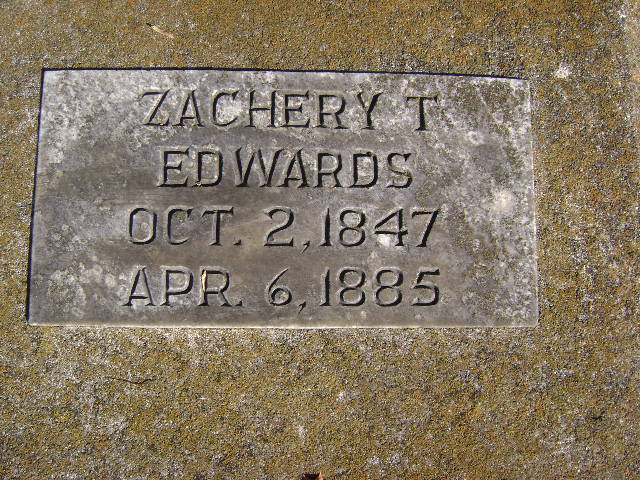 ZACHERY T
EDWARDS
OCT. 2, 1847
APR. 6, 1885